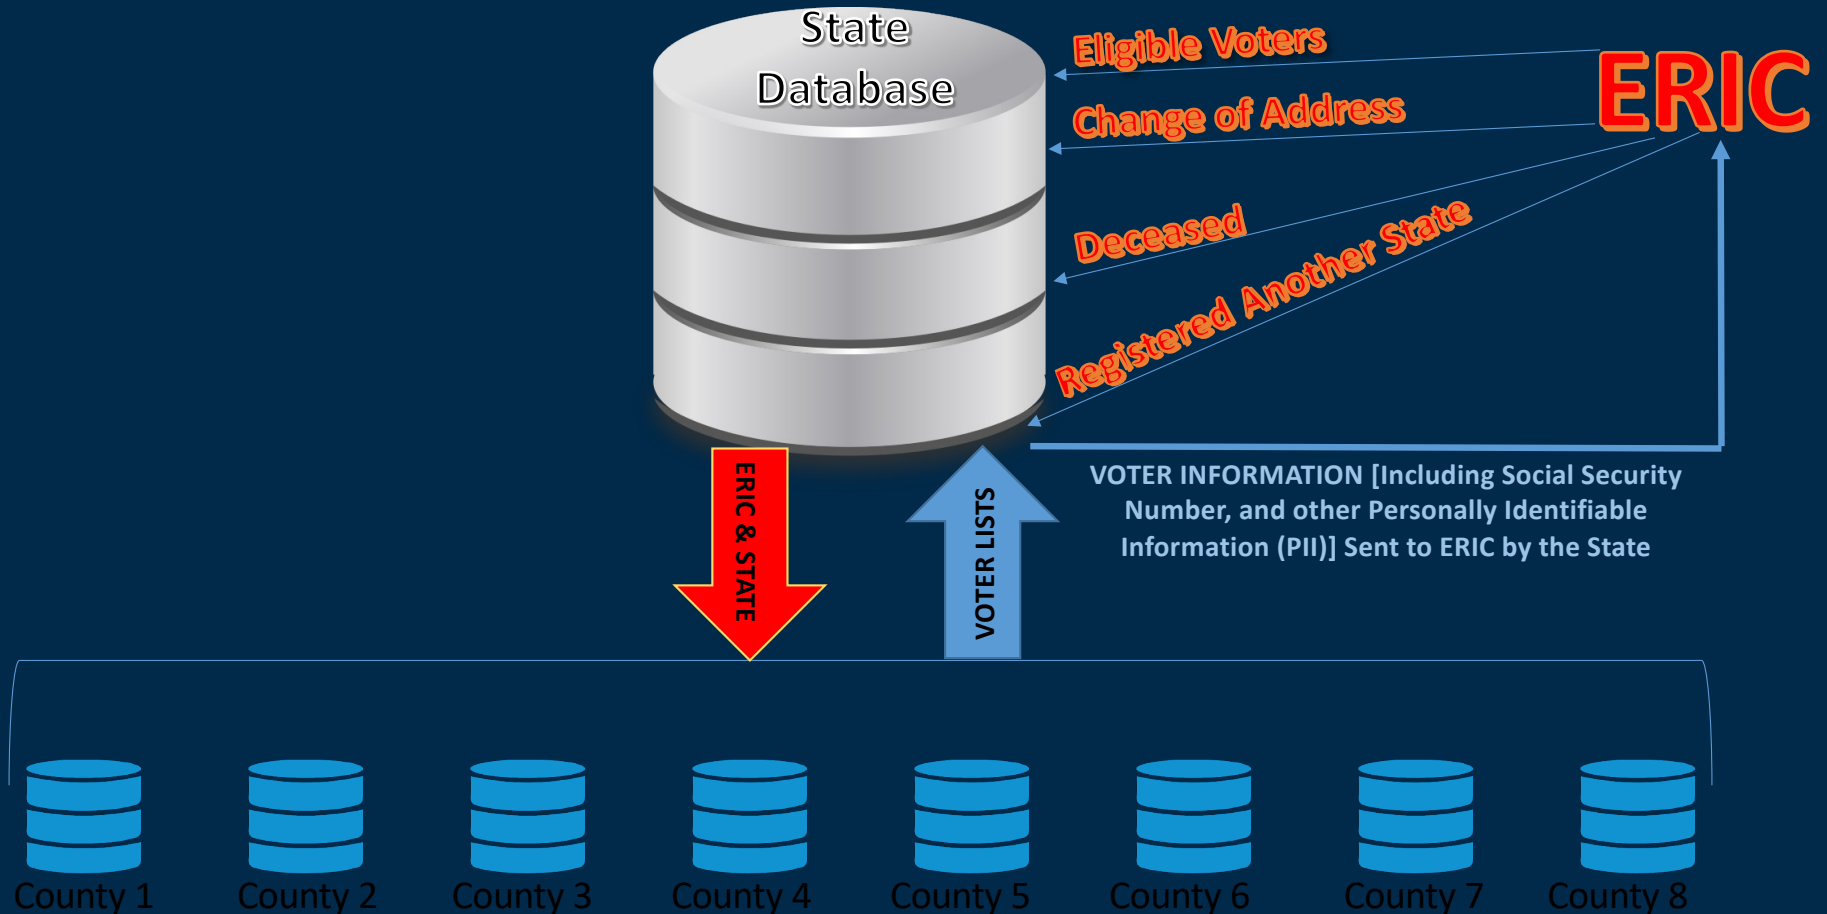 State
Database
Eligible Voters
ERIC
Change of Address
Deceased
Registered Another State
ERIC & STATE
VOTER LISTS
VOTER INFORMATION [Including Social Security
Number, and other Personally Identifiable
Information (PII)] Sent to ERIC by the State
County 1
County 2
County 3
County 4
County 5
County 6
County 7
County 8